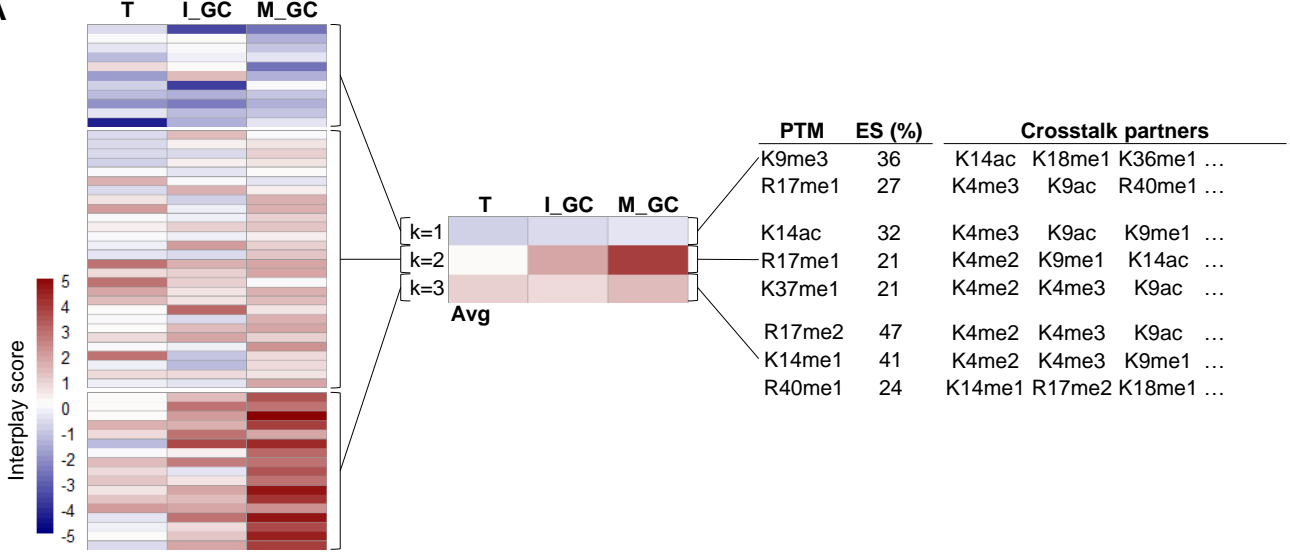 A
T I_GC M_GC
PTM ES (%) Crosstalk partners
K9me3 36 K14ac K18me1 K36me1 …
R17me1 27 K4me3 K9ac R40me1 …
T I_GC M_GC
k=1
K14ac 32 K4me3 K9ac K9me1 …
k=2
R17me1 21 K4me2 K9me1 K14ac …
k=3
K37me1 21 K4me2 K4me3 K9ac …
Avg
R17me2 47 K4me2 K4me3 K9ac …
K14me1 41 K4me2 K4me3 K9me1 …
R40me1 24 K14me1 R17me2 K18me1 …
Interplay score
5
4
3
2
1
0
-1
-2
-3
-4
-5